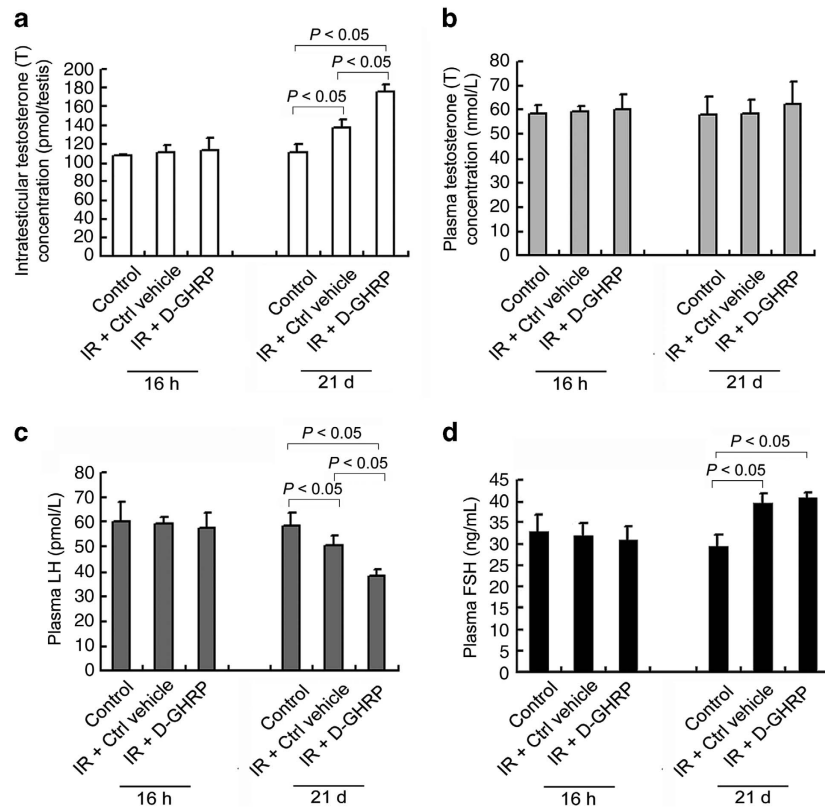 a
Intratesticular testosterone (T)
concentration (pmol/testis)
200
180
160
140
120
100
80
60
40
20
0
P < 0.05
P < 0.05
P < 0.05
Control
IR + Ctrl vehicle
IR + D-GHRP
Control
IR + Ctrl vehicle
IR + D-GHRP
16 h
21 d
b
Plasma testosterone (T)
concentration (nmol/L)
80
70
60
50
40
30
20
10
0
Control
IR + Ctrl vehicle
IR + D-GHRP
Control
IR + Ctrl vehicle
IR + D-GHRP
16 h
21 d
c
Plasma LH (pmol/L)
80
70
60
50
40
30
20
10
0
P < 0.05
P < 0.05
P < 0.05
Control
IR + Ctrl vehicle
IR + D-GHRP
Control
IR + Ctrl vehicle
IR + D-GHRP
16 h
21 d
d
Plasma FSH (ng/mL)
45
40
35
30
25
20
15
10
5
0
P < 0.05
P < 0.05
Control
IR + Ctrl vehicle
IR + D-GHRP
Control
IR + Ctrl vehicle
IR + D-GHRP
16 h
21 d